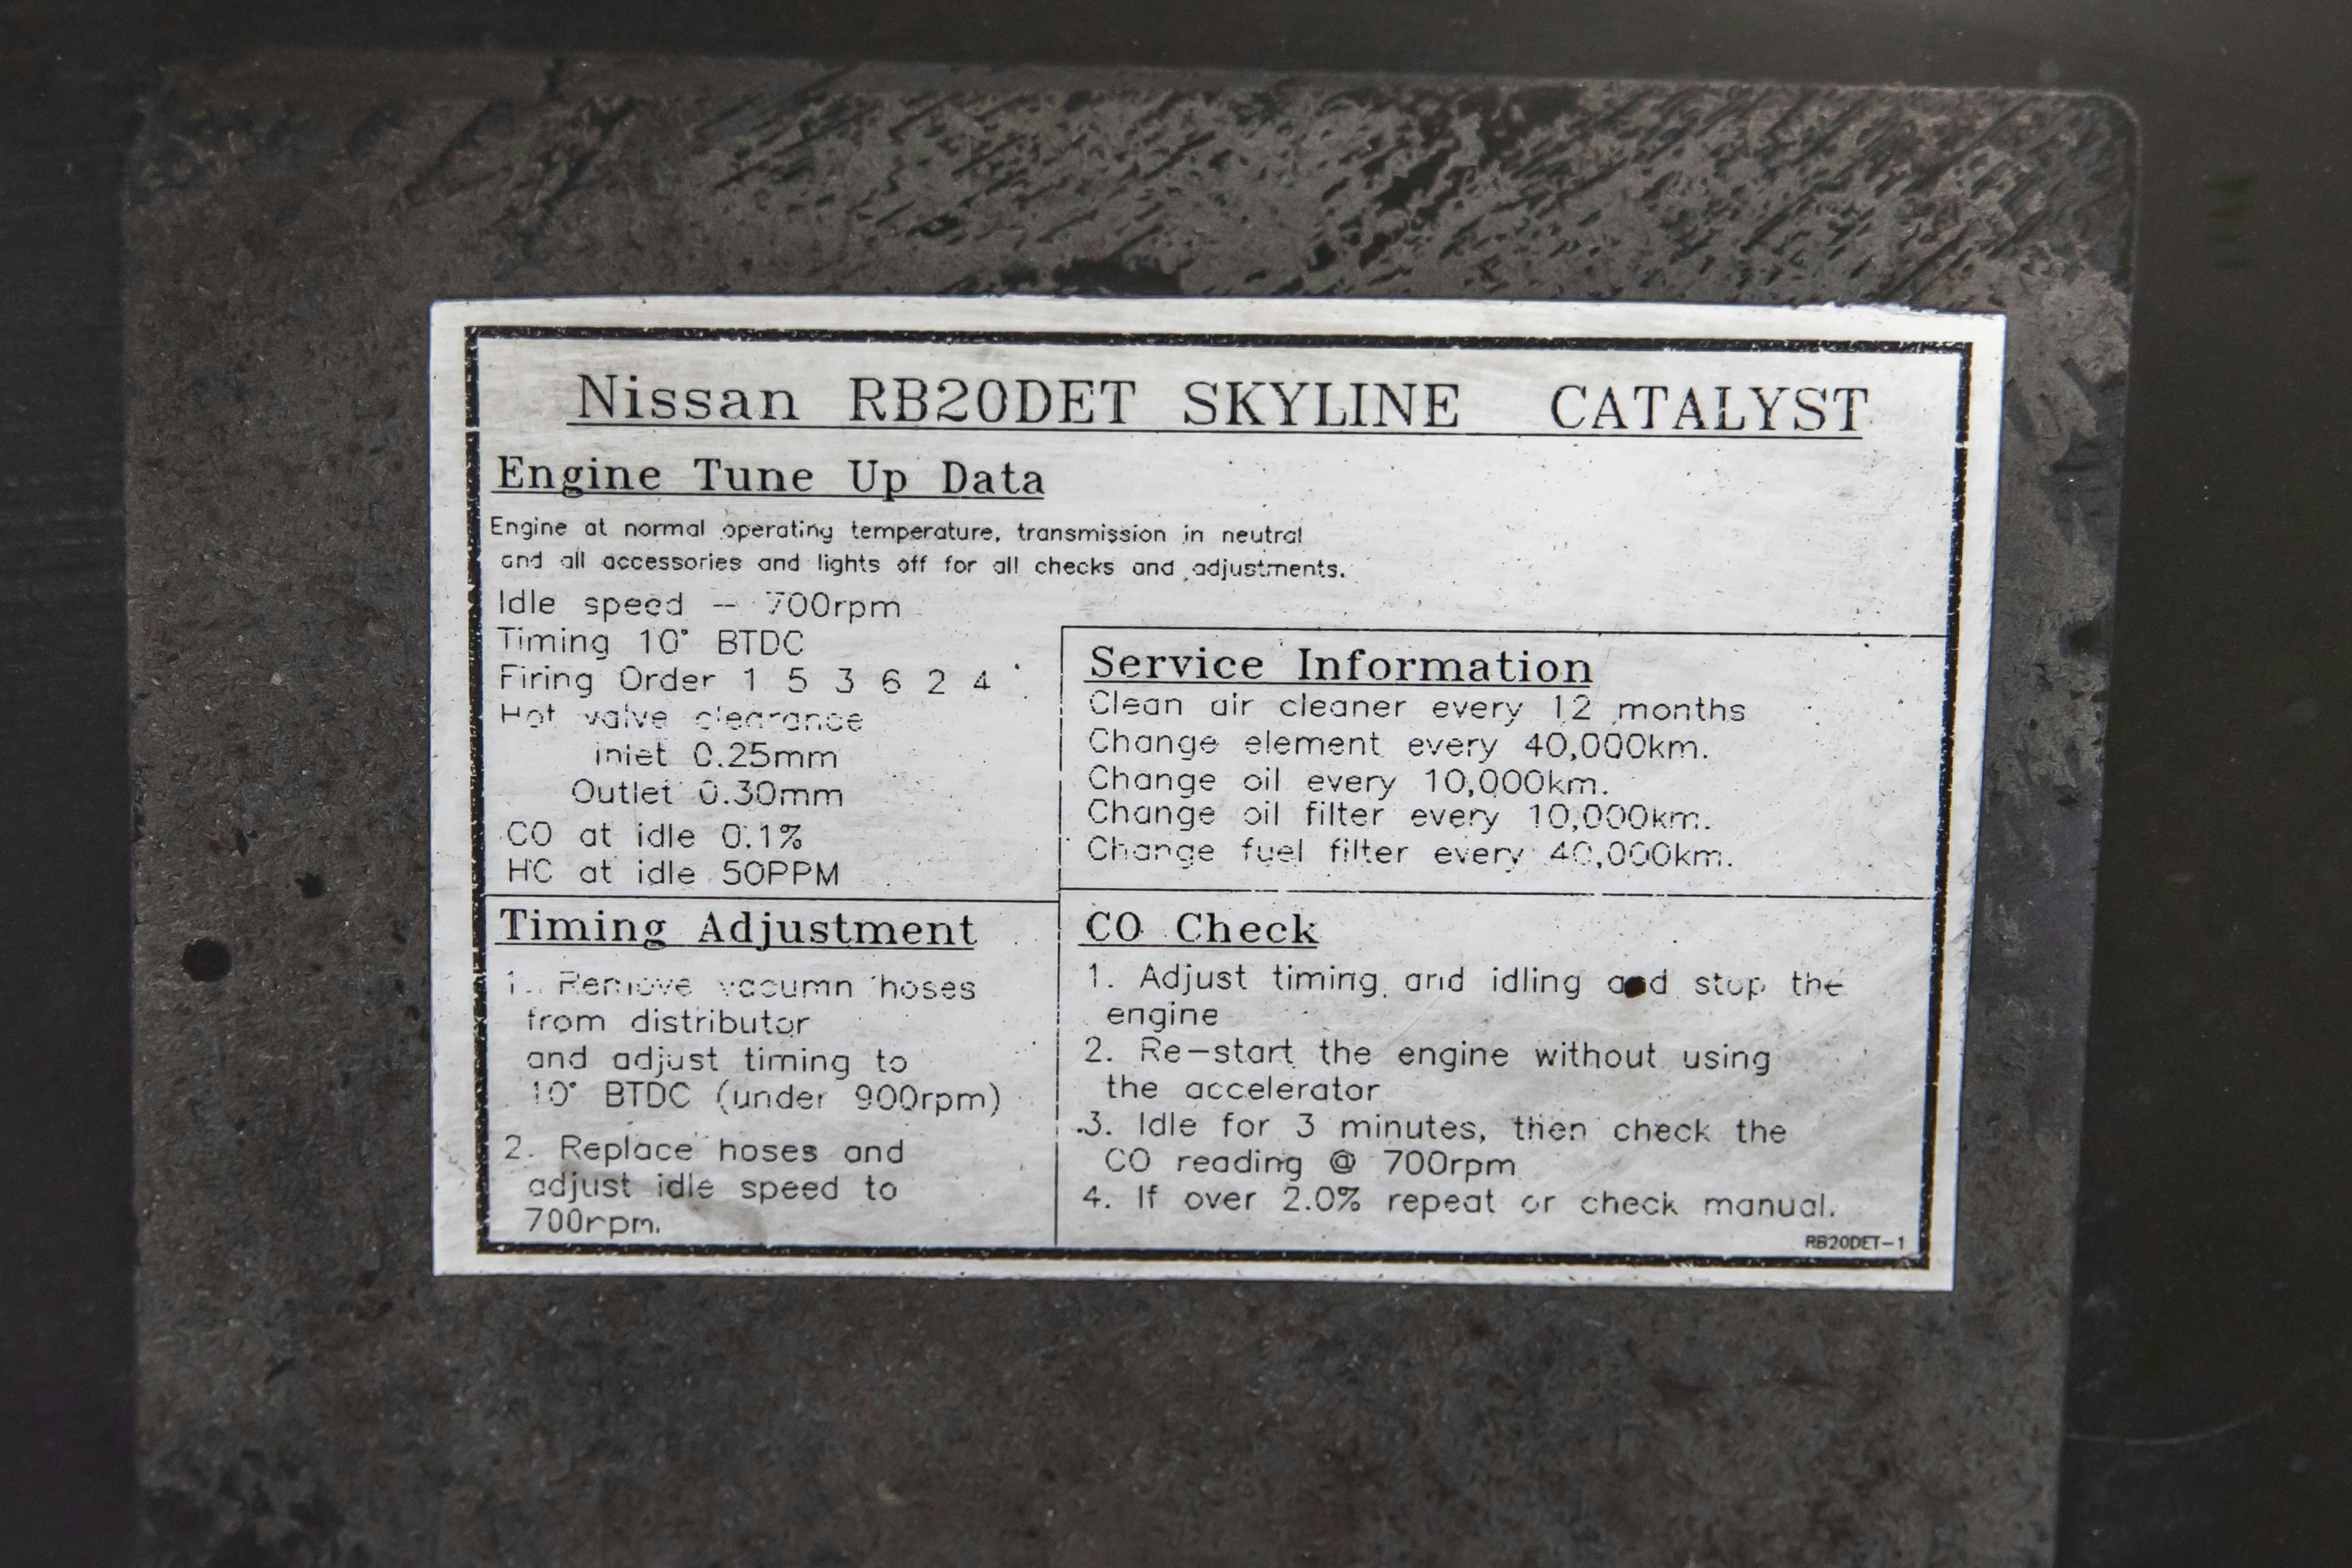 Nissan RB20DET SKYLINE CATALYST
Engine Tune Up Data
Engine at normal operating temperature, transmission in neutral
and all accessories and lights off for all checks and adjustments.
Idle speed – 700rpm
Timing 10° BTDC
Firing Order 1 5 3 6 2 4
Hot valve clearance
Inlet 0.25mm
Outlet 0.30mm
CO at idle 0.1%
HC at idle 50PPM
Service Information
Clean air cleaner every 12 months
Change element every 40,000km.
Change oil every 10,000km.
Change oil filter every 10,000km.
Change fuel filter every 40,000km.
Timing Adjustment
1. Remove vacumn hoses
from distributor
and adjust timing to
10° BTDC (under 900rpm)
2. Replace hoses and
adjust idle speed to
700rpm.
CO Check
1. Adjust timing and idling and stop the
engine
2. Re-start the engine without using
the accelerator
3. Idle for 3 minutes, then check the
CO reading @ 700rpm
4. If over 2.0% repeat or check manual.
RB20DET-1